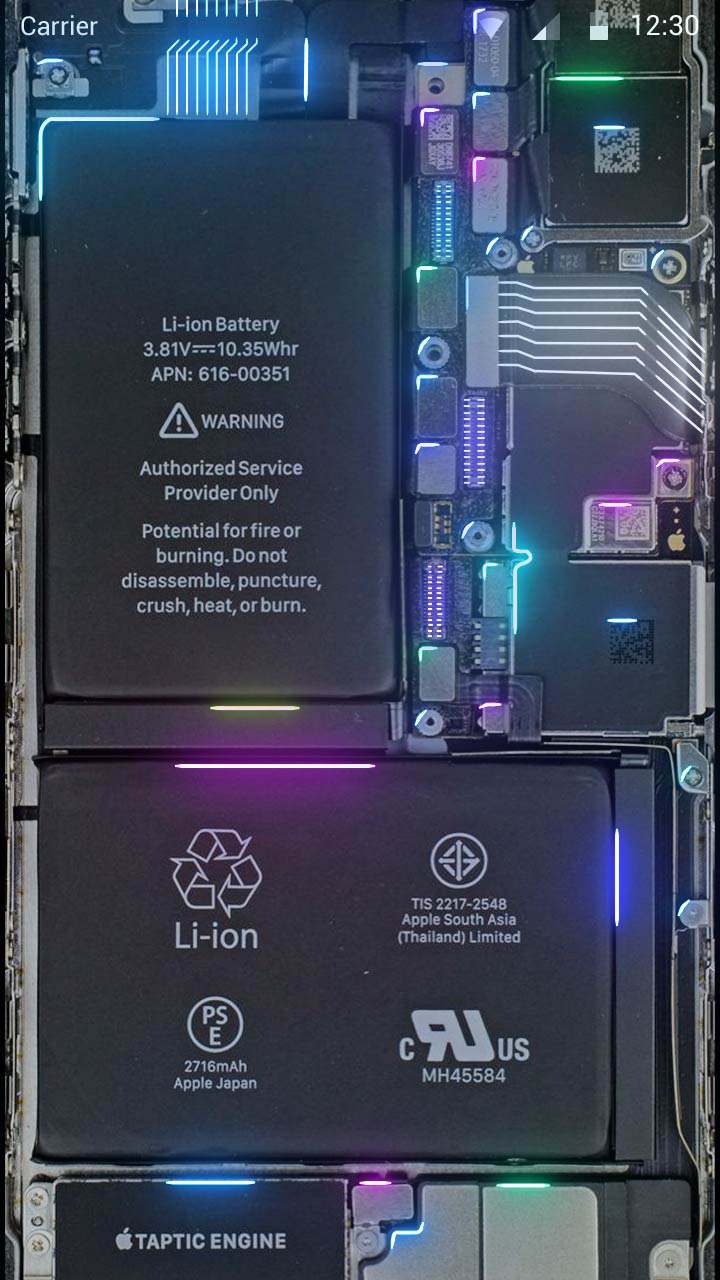 Carrier
12:30
Li-ion Battery
3.81V⎓10.35Whr
APN: 616-00351
WARNING
Authorized Service
Provider Only
Potential for fire or
burning. Do not
disassemble, puncture,
crush, heat, or burn.
Li-ion
TIS 2217-2548
Apple South Asia
(Thailand) Limited
PS
E
2716mAh
Apple Japan
c RU US
MH45584
TAPTIC ENGINE